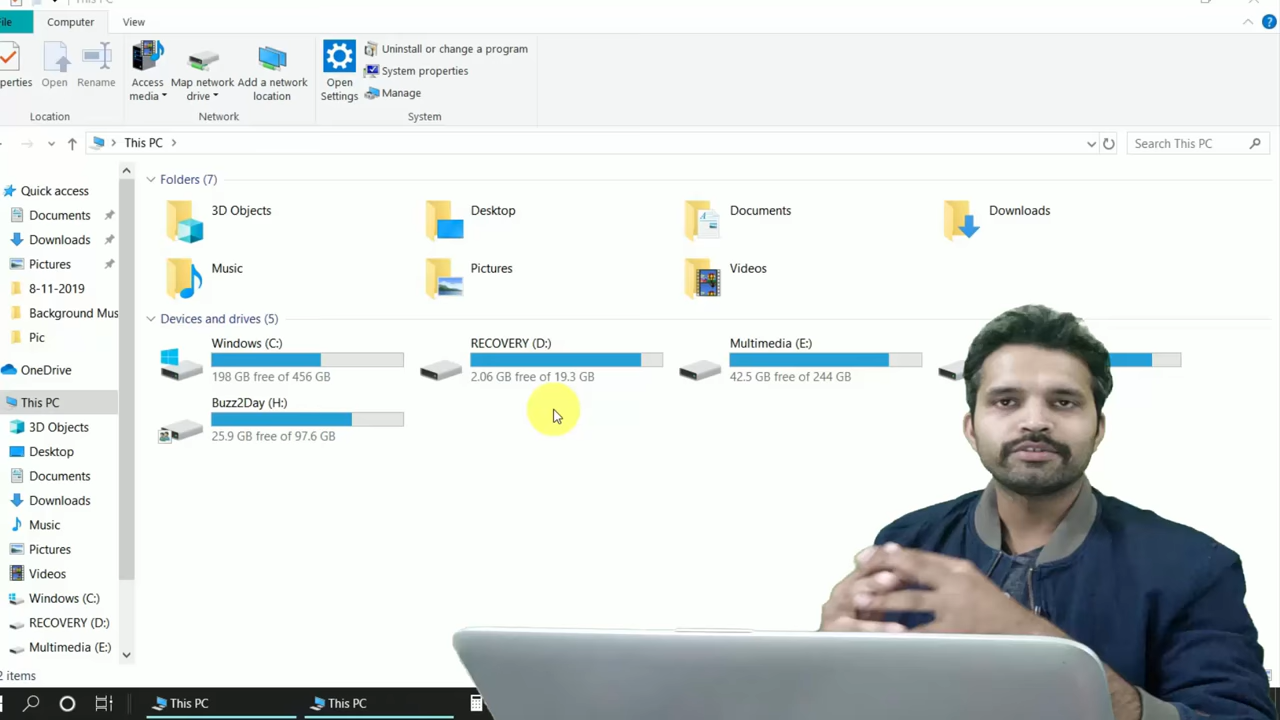 This PC
File
Computer
View
Properties
Open
Rename
Access media
Map network drive
Add a network location
Open Settings
Uninstall or change a program
System properties
Manage
Location
Network
System
This PC
Search This PC
Quick access
Documents
Downloads
Pictures
8-11-2019
Background Mus
Pic
OneDrive
This PC
3D Objects
Desktop
Documents
Downloads
Music
Pictures
Videos
Windows (C:)
RECOVERY (D:)
Multimedia (E:)
Folders (7)
3D Objects
Desktop
Documents
Downloads
Music
Pictures
Videos
Devices and drives (5)
Windows (C:)
198 GB free of 456 GB
RECOVERY (D:)
2.06 GB free of 19.3 GB
Multimedia (E:)
42.5 GB free of 244 GB
Buzz2Day (H:)
25.9 GB free of 97.6 GB
2 items
This PC
This PC